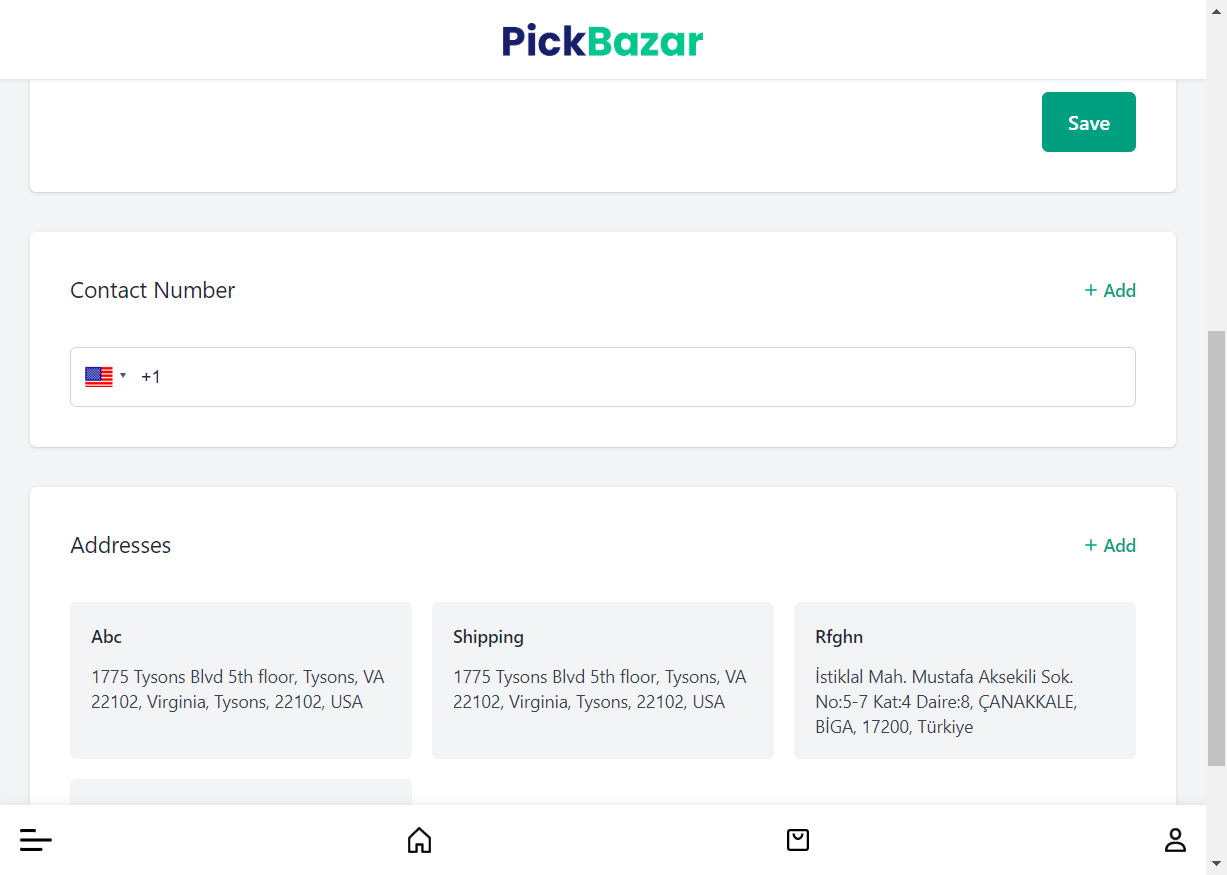 PickBazar
Save
Contact Number
+ Add
+1
Addresses
+ Add
Abc
1775 Tysons Blvd 5th floor, Tysons, VA
22102, Virginia, Tysons, 22102, USA
Shipping
1775 Tysons Blvd 5th floor, Tysons, VA
22102, Virginia, Tysons, 22102, USA
Rfghn
İstiklal Mah. Mustafa Aksekili Sok.
No:5-7 Kat:4 Daire:8, ÇANAKKALE,
BİGA, 17200, Türkiye